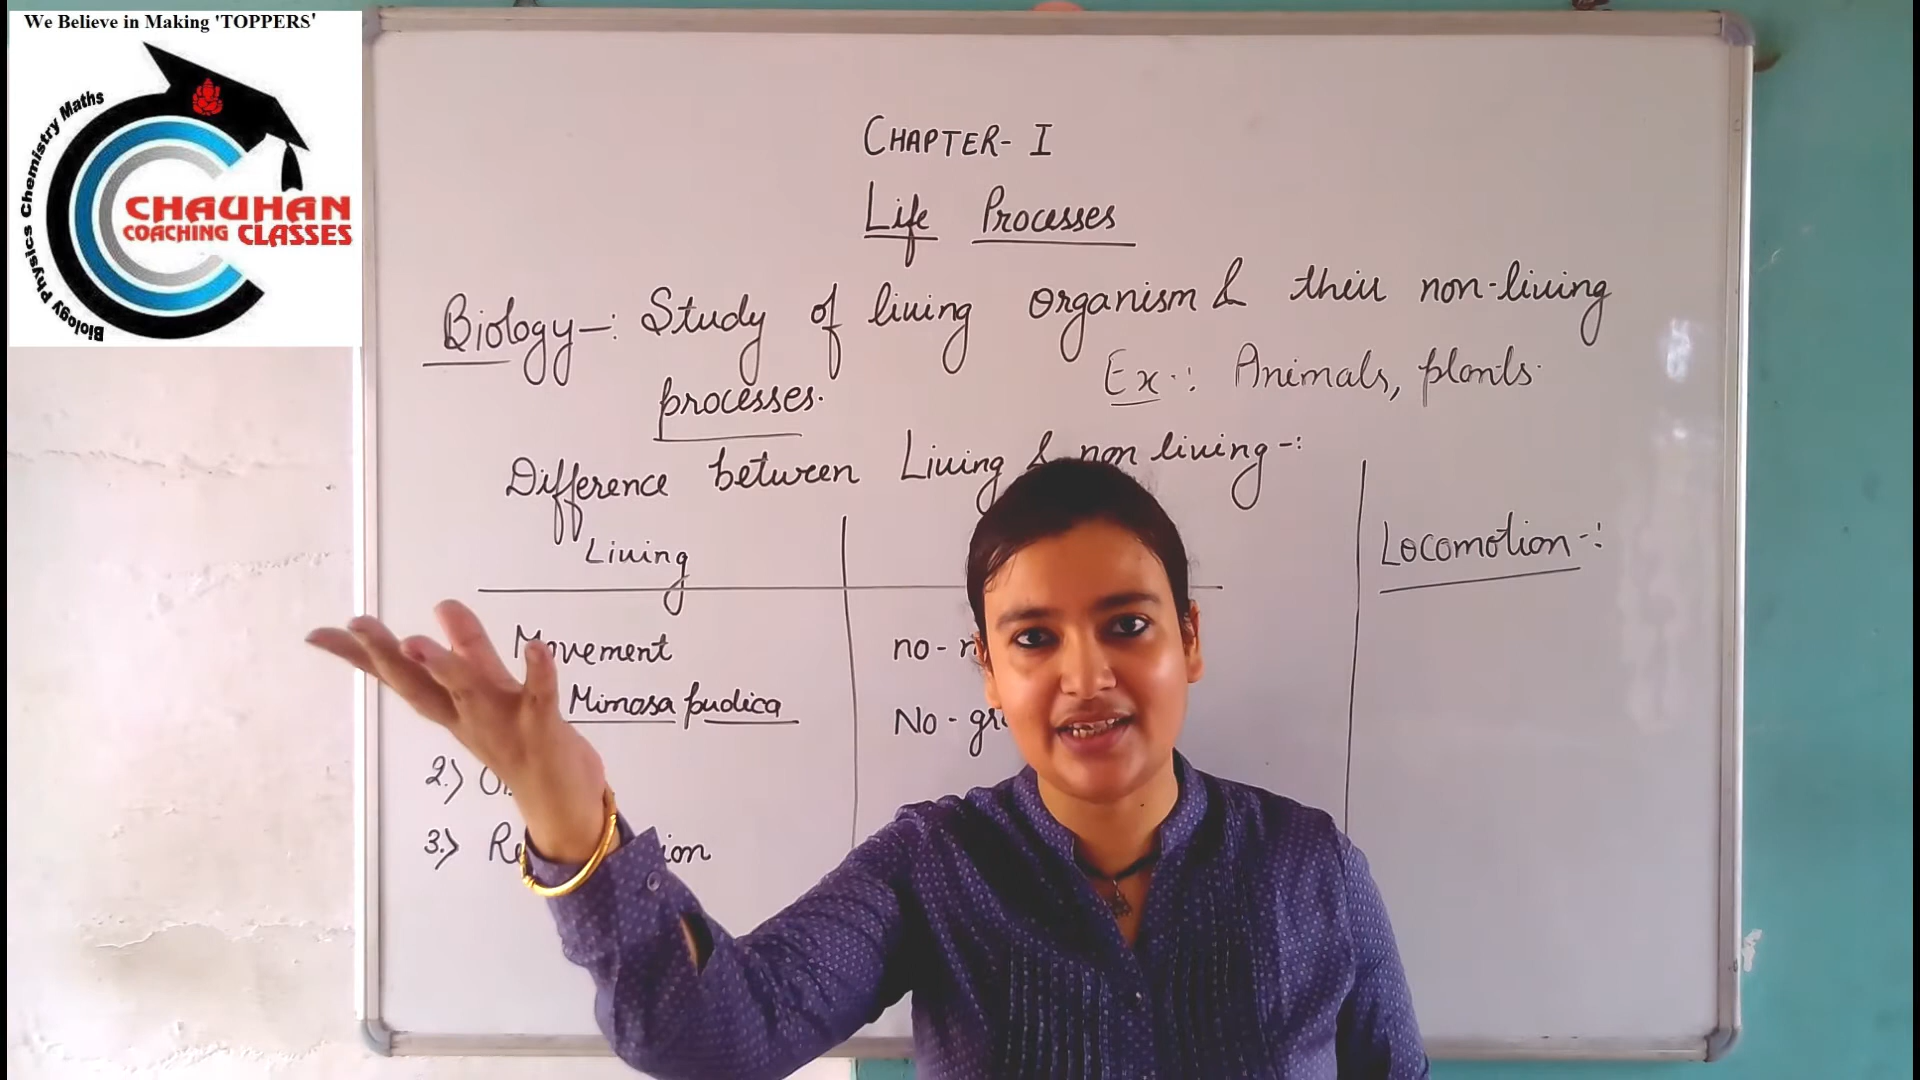 We Believe in Making 'TOPPERS'
Biology Physics Chemistry Maths
CHAUHAN
COACHING CLASSES
CHAPTER- I
Life Processes
Biology-: Study of living organism & their non-living
processes.
Ex-: Animals, plants.
Difference between Living & non living-:
Living
Movement
no-
Mimosa pudica
No-
2.)
3.)
Locomotion-: